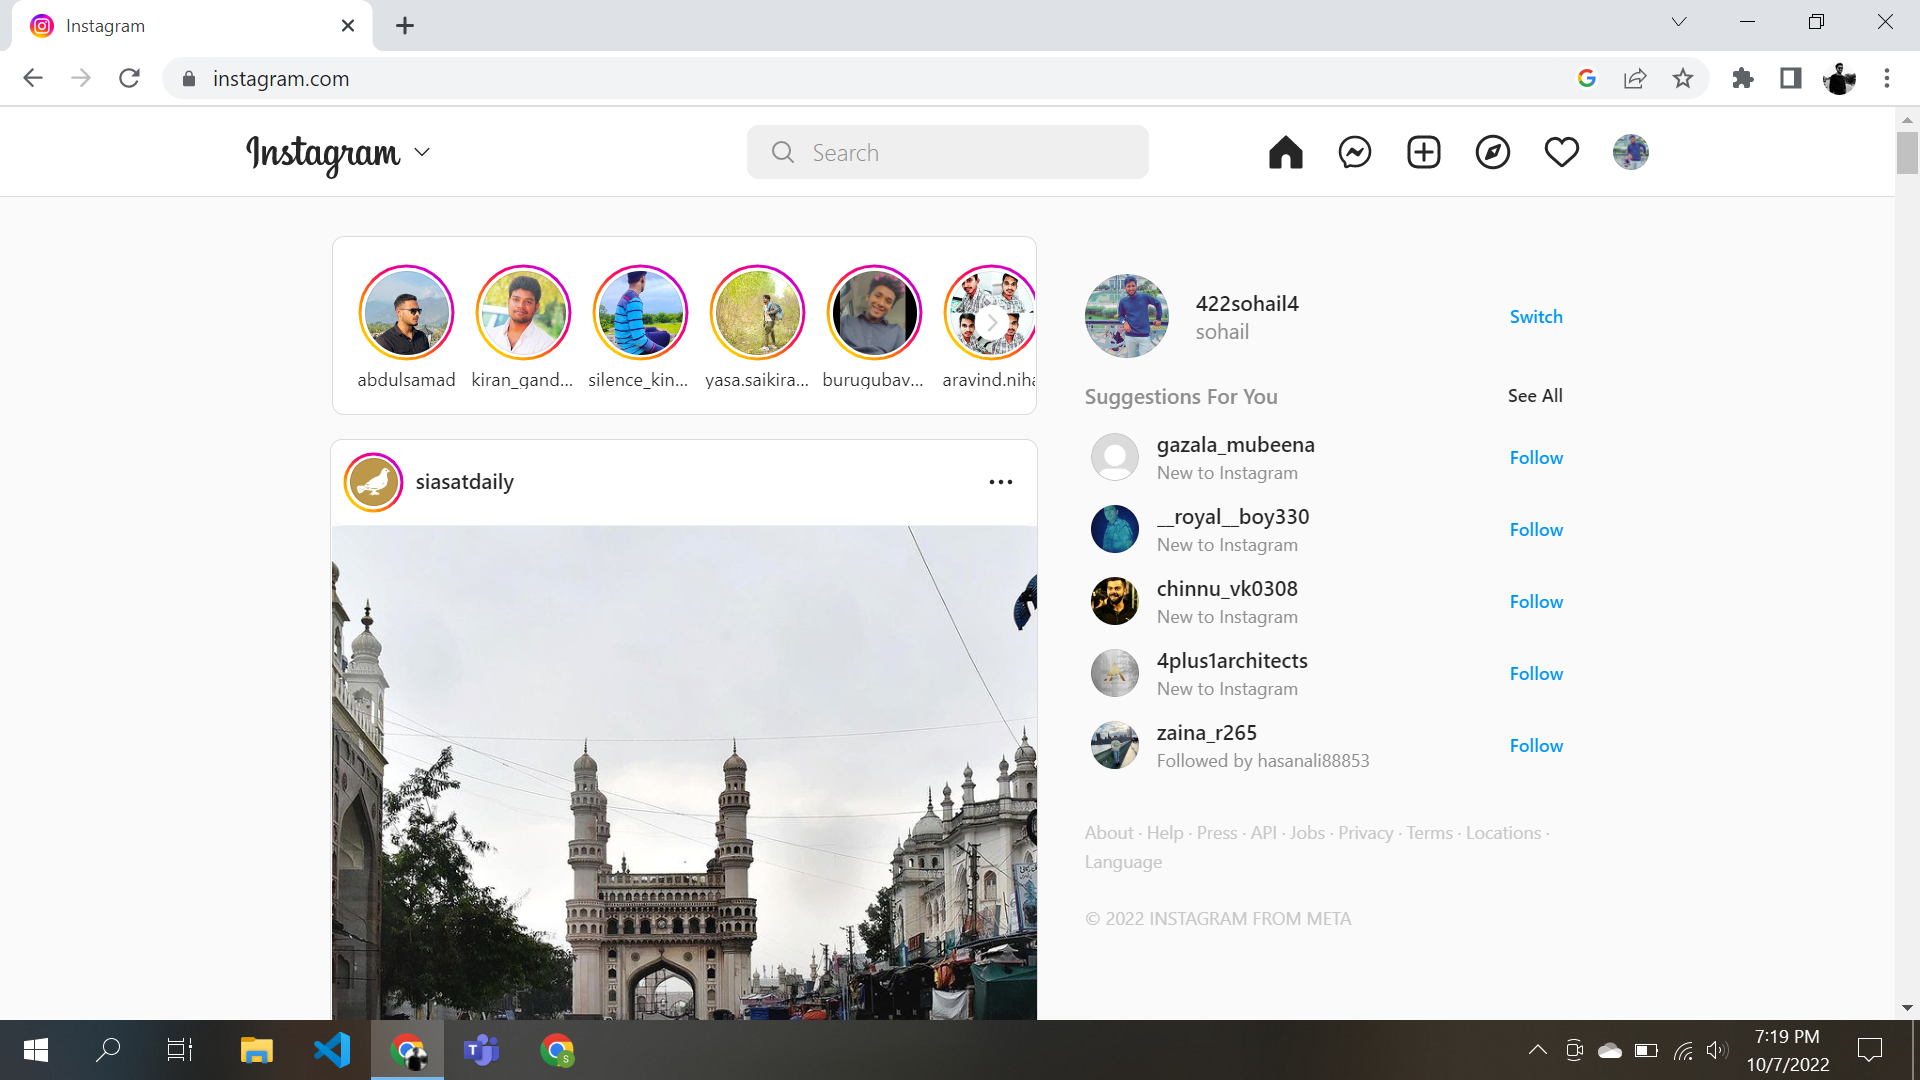 Instagram
instagram.com
Instagram
Search
abdulsamad
kiran_gand...
silence_kin...
yasa.saikira...
burugubav...
aravind.niha
422sohail4
sohail
Switch
Suggestions For You
See All
gazala_mubeena
New to Instagram
Follow
__royal__boy330
New to Instagram
Follow
chinnu_vk0308
New to Instagram
Follow
4plus1architects
New to Instagram
Follow
zaina_r265
Followed by hasanali88853
Follow
siasatdaily
About · Help · Press · API · Jobs · Privacy · Terms · Locations ·
Language
© 2022 INSTAGRAM FROM META
7:19 PM
10/7/2022